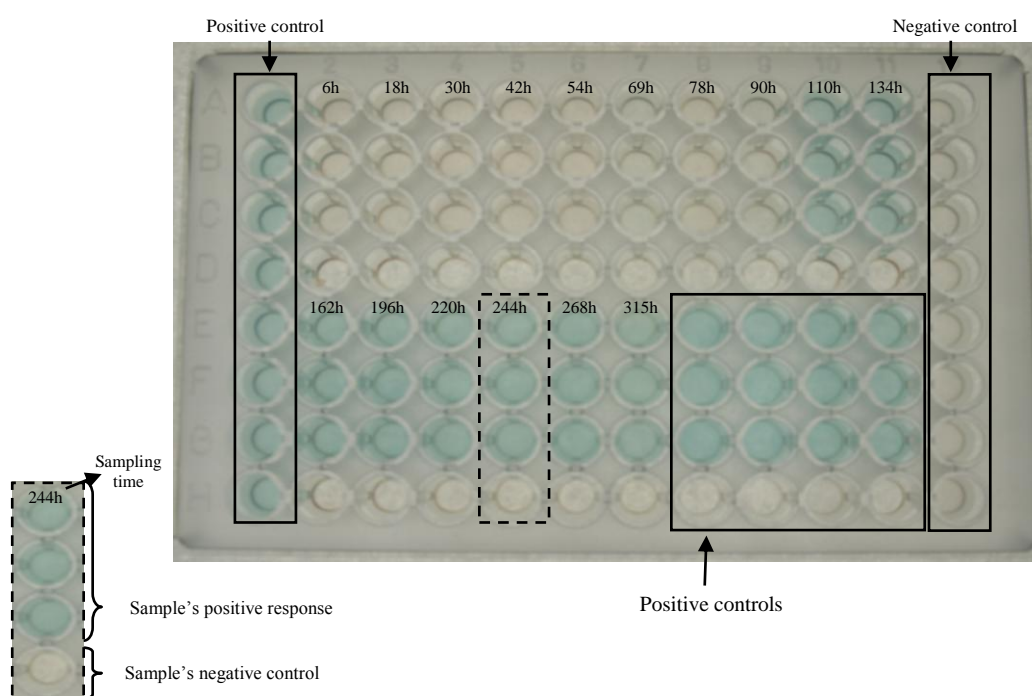 Positive control
Negative control
6h 18h 30h 42h 54h 69h 78h 90h 110h 134h
A
B
C
D
162h 196h 220h 244h 268h 315h
E
F
G
Sampling
time
244h
Sample's positive response
Positive controls
Sample's negative control